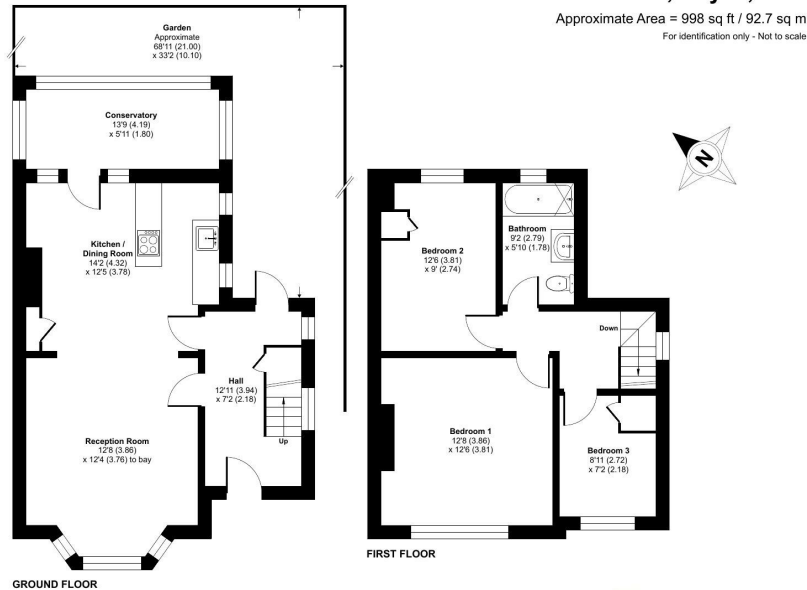 Approximate Area = 998 sq ft / 92.7 sq m
For identification only - Not to scale
Garden
Approximate
68'11 (21.00)
x 33'2 (10.10)
Conservatory
13'9 (4.19)
x 5'11 (1.80)
Kitchen /
Dining Room
14'2 (4.32)
x 12'5 (3.78)
Hall
12'11 (3.94)
x 7'2 (2.18)
Up
Reception Room
12'8 (3.86)
x 12'4 (3.76) to bay
GROUND FLOOR
N
Bedroom 2
12'6 (3.81)
x 9' (2.74)
Bathroom
9'2 (2.79)
x 5'10 (1.78)
Down
Bedroom 1
12'8 (3.86)
x 12'6 (3.81)
Bedroom 3
8'11 (2.72)
x 7'2 (2.18)
FIRST FLOOR